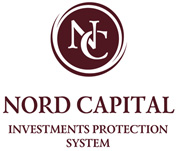 NC
NORD CAPITAL
INVESTMENTS PROTECTION
SYSTEM